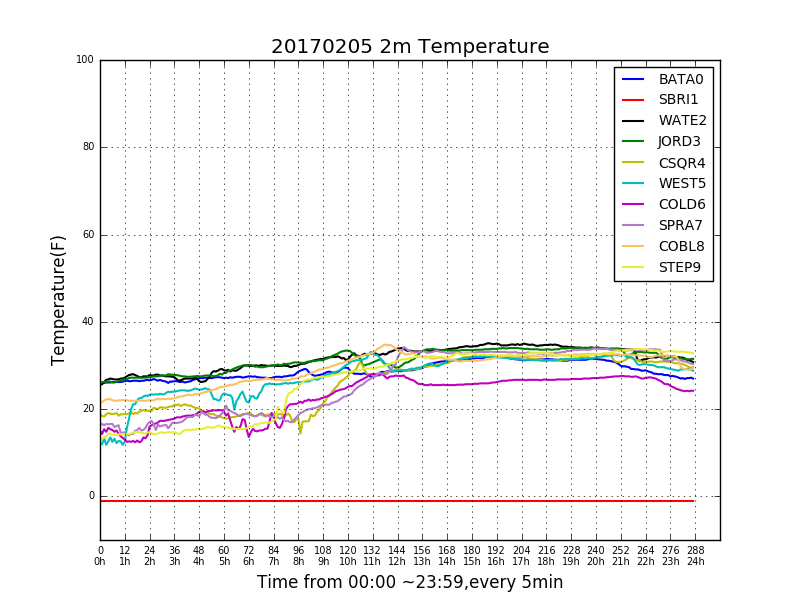 20170205 2m Temperature
100
80
60
40
20
0
Temperature(F)
BATA0
SBRI1
WATE2
JORD3
CSQR4
WEST5
COLD6
SPRA7
COBL8
STEP9
0 12 24 36 48 60 72 84 96 108 120 132 144 156 168 180 192 204 216 228 240 252 264 276 288
0h 1h 2h 3h 4h 5h 6h 7h 8h 9h 10h 11h 12h 13h 14h 15h 16h 17h 18h 19h 20h 21h 22h 23h 24h
Time from 00:00 ~23:59,every 5min